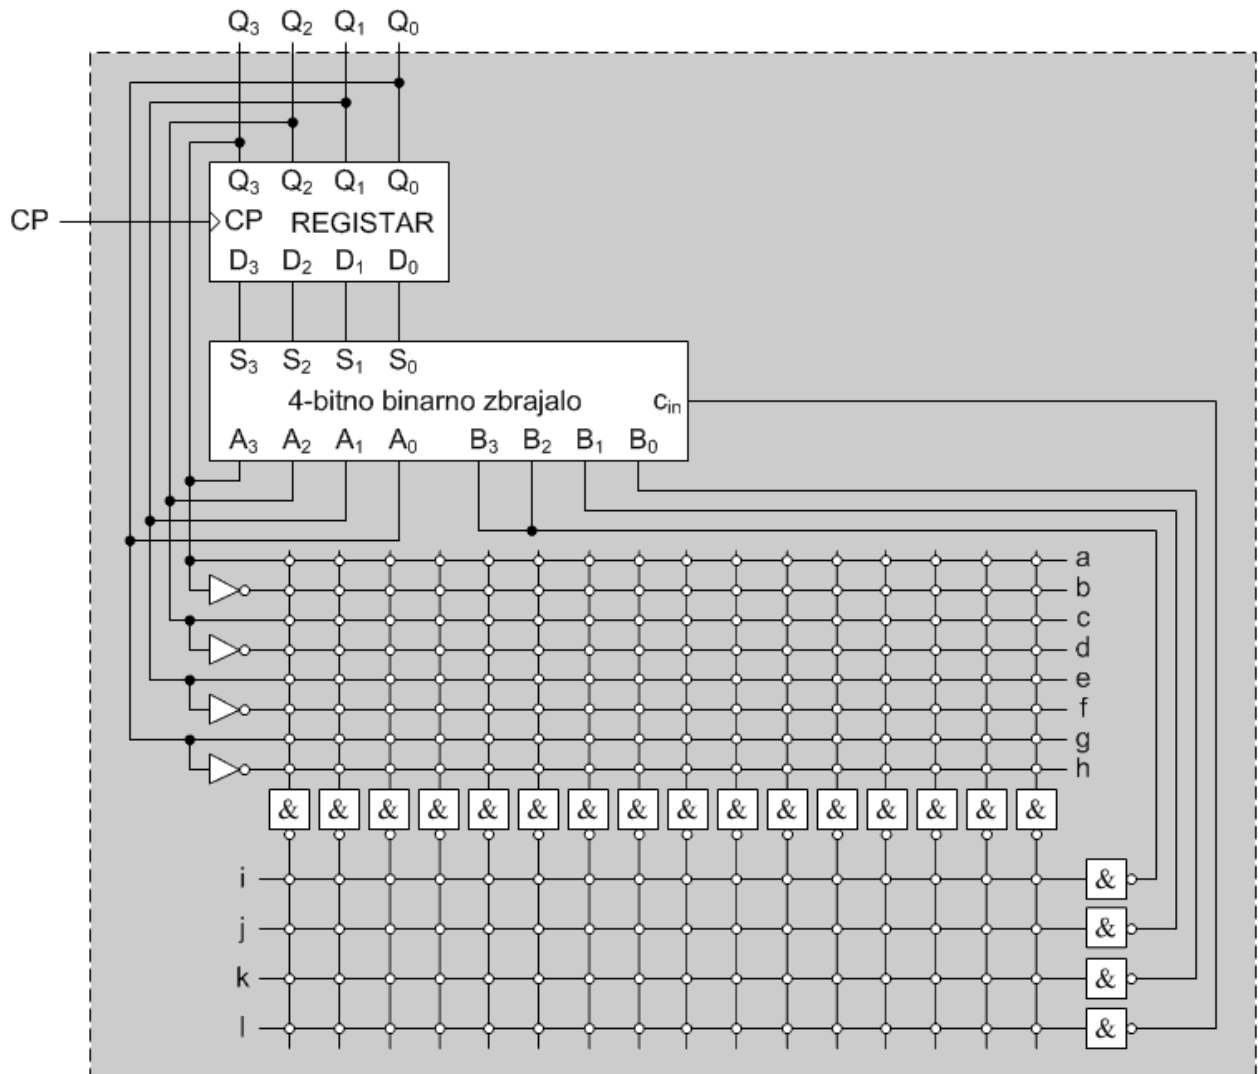 Q₃ Q₂ Q₁ Q₀
Q₃ Q₂ Q₁ Q₀
CP
CP REGISTAR
D₃ D₂ D₁ D₀
S₃ S₂ S₁ S₀
4-bitno binarno zbrajalo cᵢₙ
A₃ A₂ A₁ A₀ B₃ B₂ B₁ B₀
a
b
c
d
e
f
g
h
& & & & & & & & & & & & & & & &
i &
j &
k &
l &